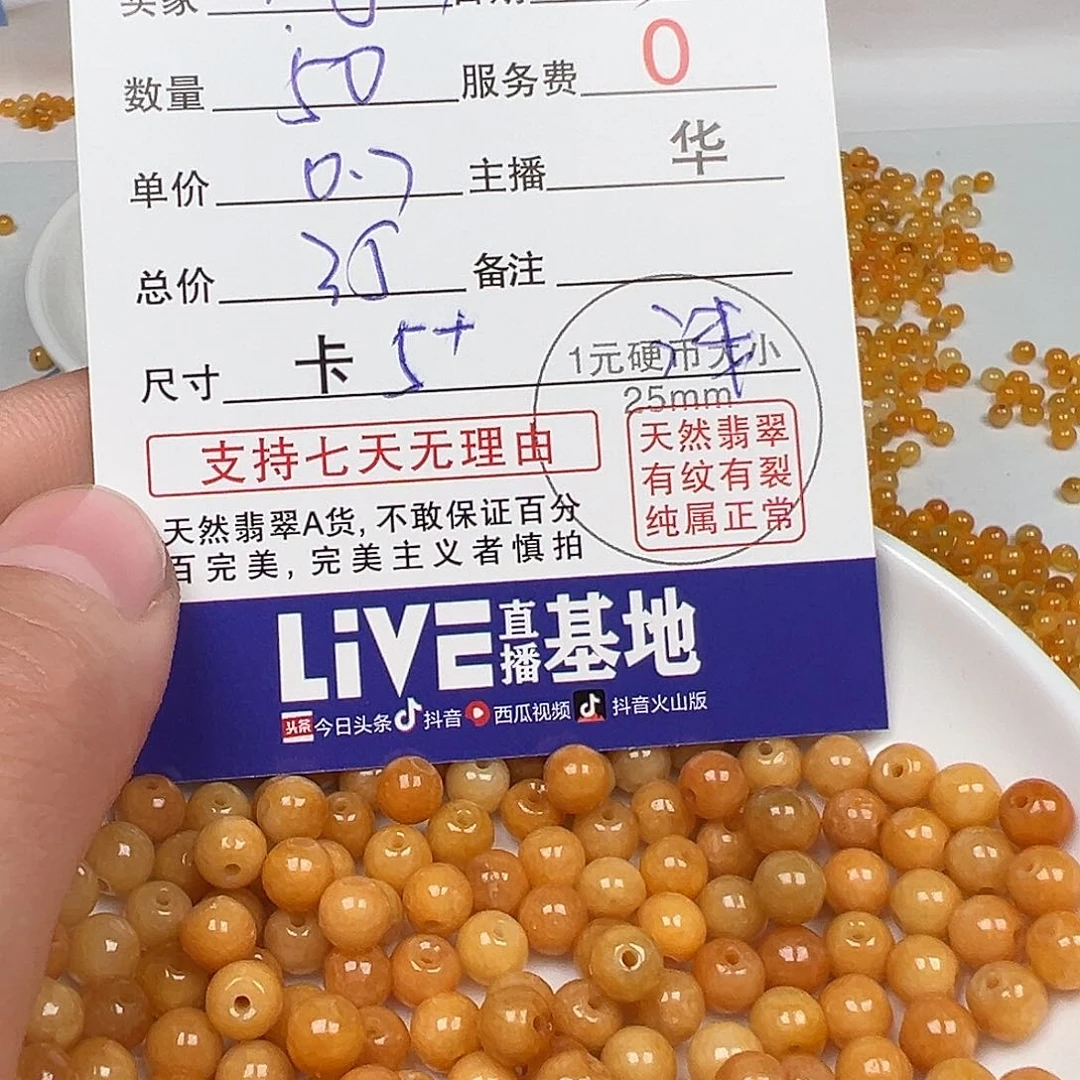 卖家
数量 50 服务费 0
单价 0.7 主播 华
总价 35 备注
尺寸 卡 5+
1元硬币大小
25mm
支持七天无理由
天然翡翠
有纹有裂
纯属正常
天然翡翠A货,不敢保证百分
百完美,完美主义者慎拍
LiVE直播基地
头条 今日头条 抖音 西瓜视频 抖音火山版